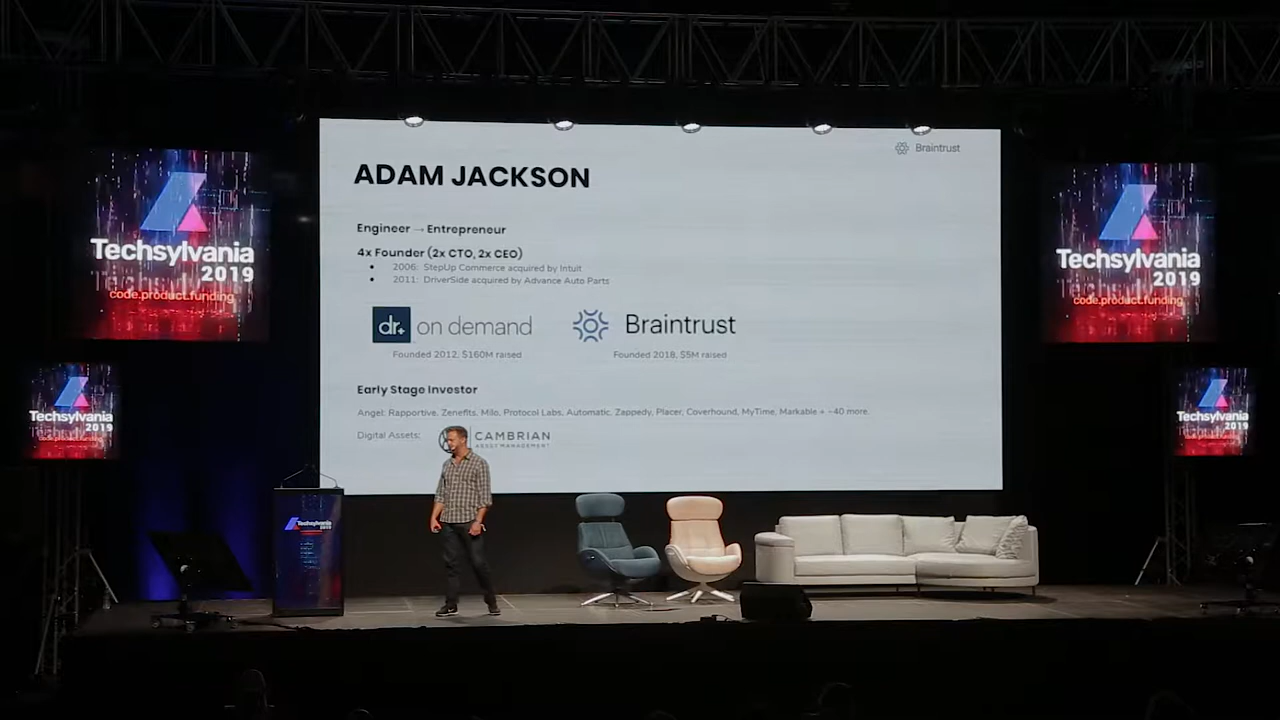 Braintrust
ADAM JACKSON
Engineer → Entrepreneur
4x Founder (2x CTO, 2x CEO)
• 2006: StepUp Commerce acquired by Intuit
• 2011: DriverSide acquired by Advance Auto Parts
dr+ on demand
Braintrust
Founded 2012, $160M raised
Founded 2018, $5M raised
Early Stage Investor
Angel: Rapportive, Zenefits, Milo, Protocol Labs, Automatic, Zeppedy, Placer, Coverhound, MyTime, Markable + ~40 more.
Digital Assets:
CAMBRIAN
ASSET MANAGEMENT
Techsylvania
2019
code.product.funding
Techsylvania
2019
code.product.funding
Techsylvania
2019
Techsylvania
2019
Techsylvania
2019